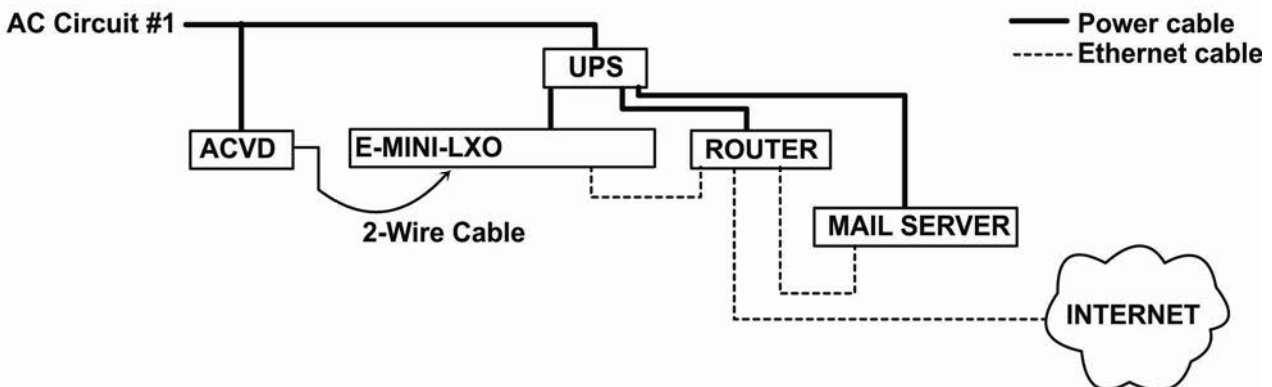 AC Circuit #1
Power cable
Ethernet cable
UPS
ACVD
E-MINI-LXO
ROUTER
2-Wire Cable
MAIL SERVER
INTERNET